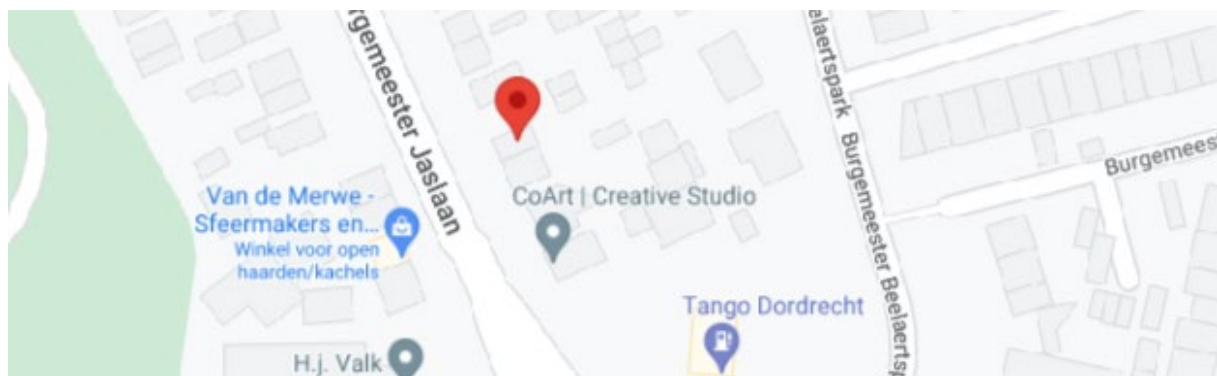 rgemeester Jaslaan
Beelaertspark
Burgemeester Beelaertsp
Burgemees
Van de Merwe -
Sfeermakers en...
Winkel voor open
haarden/kachels
CoArt | Creative Studio
Tango Dordrecht
H.j. Valk